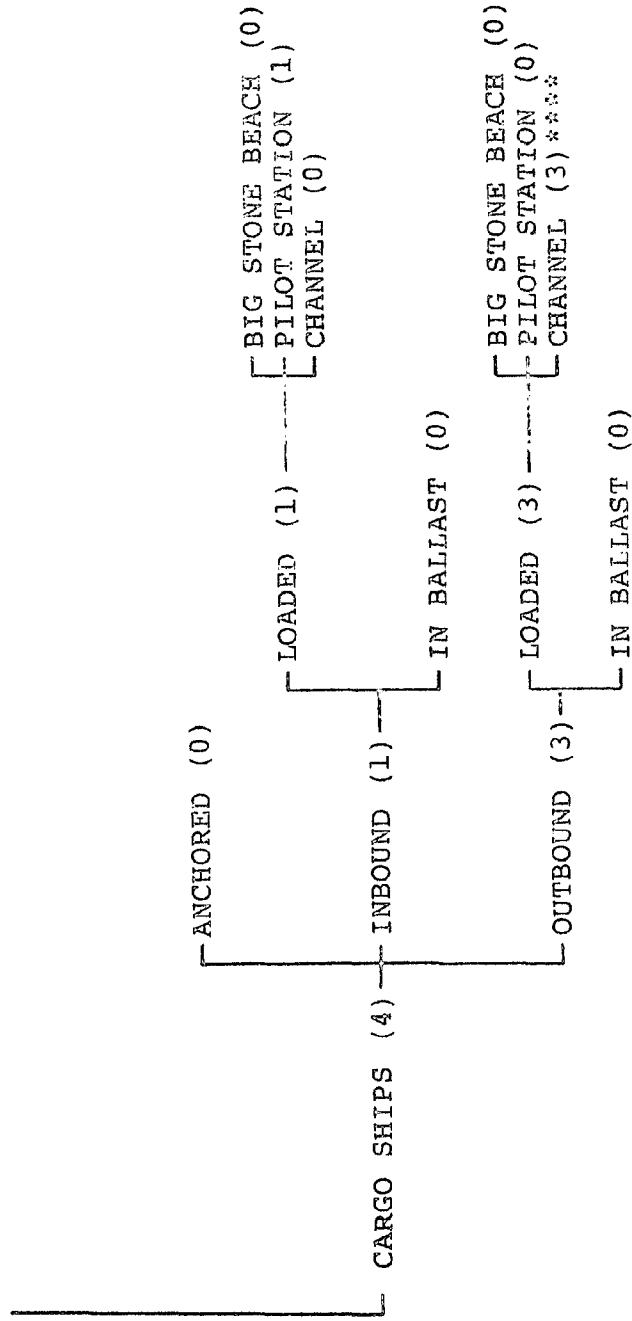 CARGO SHIPS (4)
ANCHORED (0)
INBOUND (1)
LOADED (1)
BIG STONE BEACH (0)
PILOT STATION (1)
CHANNEL (0)
IN BALLAST (0)
OUTBOUND (3)
LOADED (3)
BIG STONE BEACH (0)
PILOT STATION (0)
CHANNEL (3)****
IN BALLAST (0)